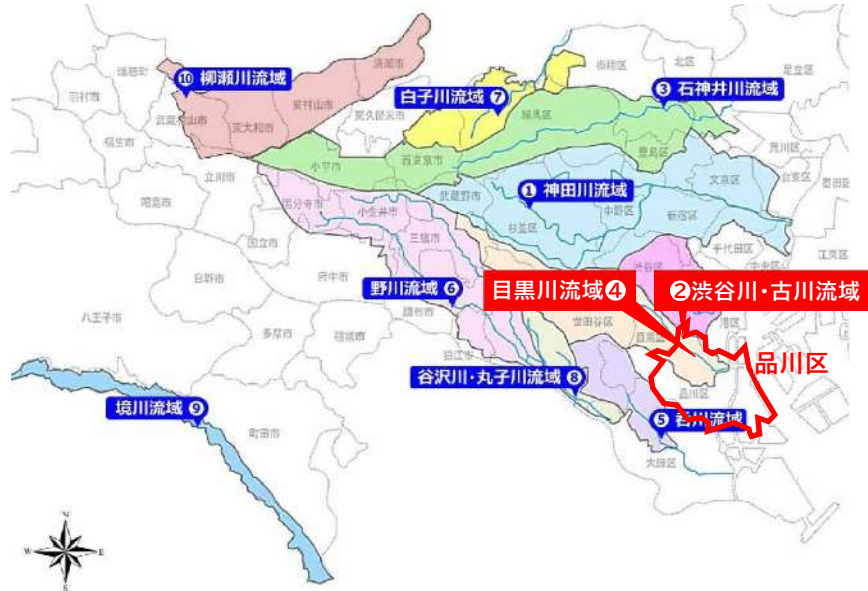 ⑩ 柳瀬川流域
白子川流域⑦
③ 石神井川流域
① 神田川流域
目黒川流域④
②渋谷川・古川流域
野川流域⑥
品川区
谷沢川・丸子川流域⑧
境川流域⑨
⑤ 呑川流域
瑞穂町
清瀬市
板橋区
北区
足立区
羽村市
東村山市
武蔵村山市
東大和市
東久留米市
練馬区
福生市
荒川区
小平市
西東京市
豊島区
立川市
文京区
台東区
墨田区
昭島市
国分寺市
小金井市
武蔵野市
杉並区
中野区
新宿区
三鷹市
国立市
千代田区
江東区
渋谷区
中央区
日野市
府中市
調布市
世田谷区
目黒区
港区
八王子市
多摩市
稲城市
狛江市
品川区
町田市
大田区
N
W
E
S